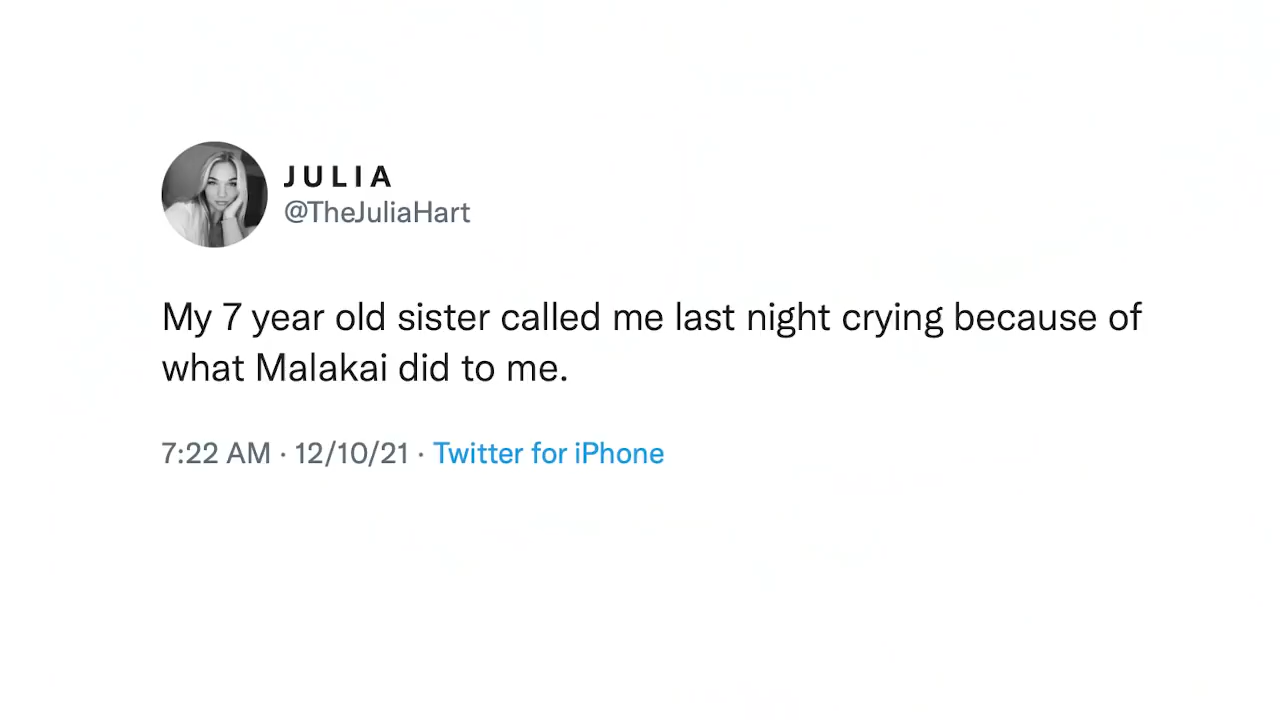 JULIA
@TheJuliaHart
My 7 year old sister called me last night crying because of
what Malakai did to me.
7:22 AM · 12/10/21 · Twitter for iPhone